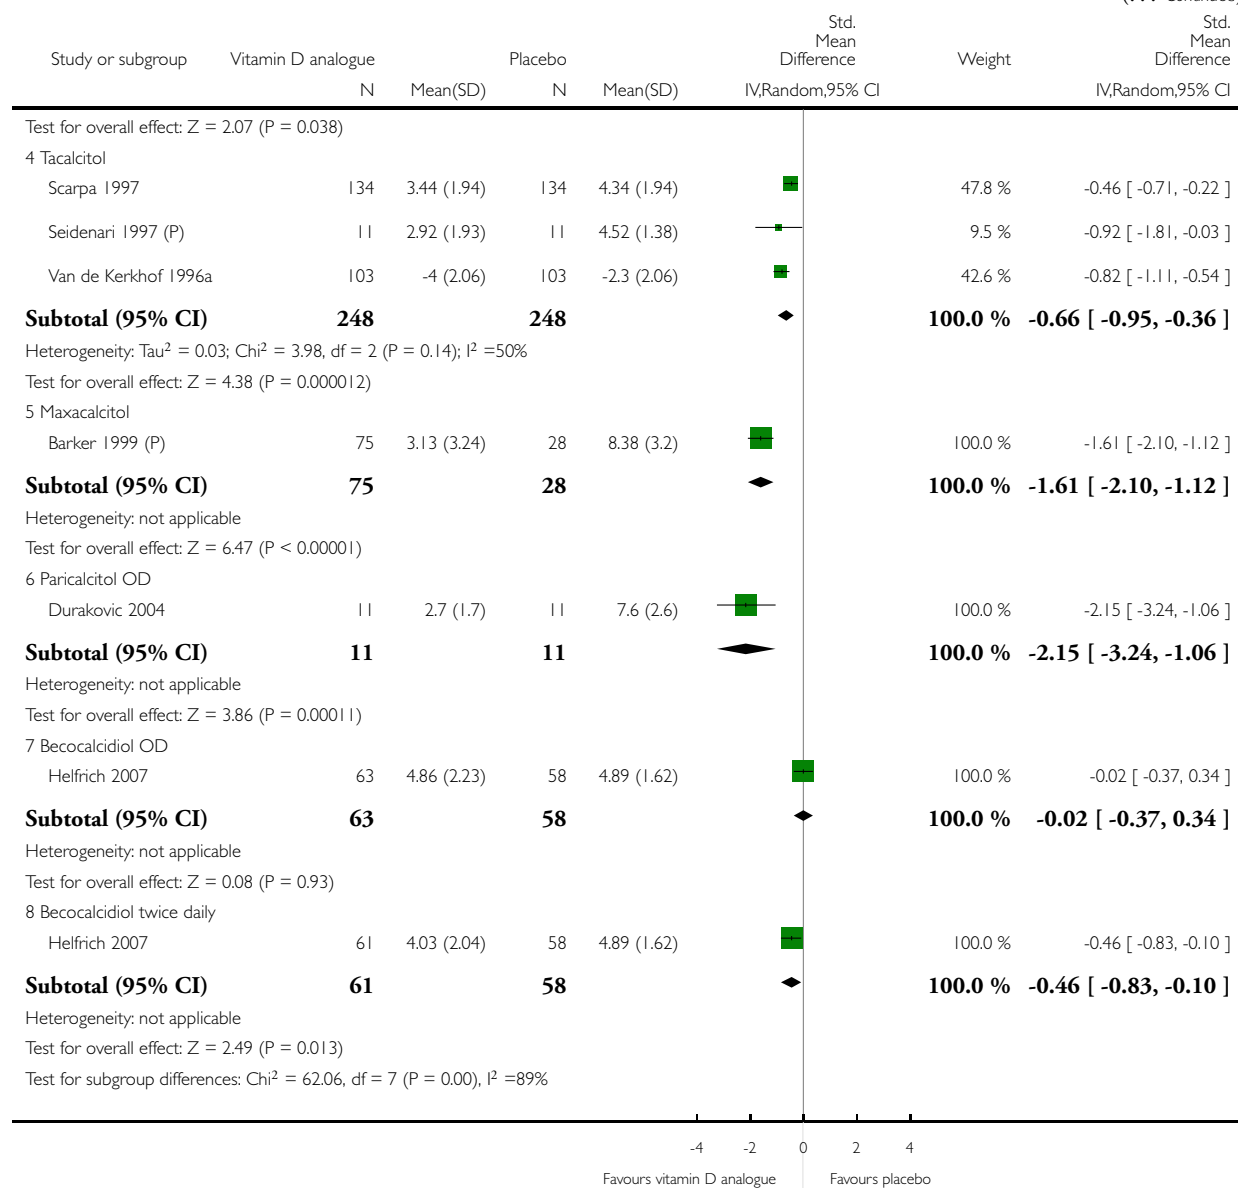 (... Continued)
Std.
Mean
Difference
Std.
Mean
Difference
Study or subgroup Vitamin D analogue Placebo Weight
N Mean(SD) N Mean(SD) IV,Random,95% CI IV,Random,95% CI
Test for overall effect: Z = 2.07 (P = 0.038)
4 Tacalcitol
Scarpa 1997 134 3.44 (1.94) 134 4.34 (1.94) 47.8 % -0.46 [ -0.71, -0.22 ]
Seidenari 1997 (P) 11 2.92 (1.93) 11 4.52 (1.38) 9.5 % -0.92 [ -1.81, -0.03 ]
Van de Kerkhof 1996a 103 -4 (2.06) 103 -2.3 (2.06) 42.6 % -0.82 [ -1.11, -0.54 ]
Subtotal (95% CI) 248 248 100.0 % -0.66 [ -0.95, -0.36 ]
Heterogeneity: Tau² = 0.03; Chi² = 3.98, df = 2 (P = 0.14); I² =50%
Test for overall effect: Z = 4.38 (P = 0.000012)
5 Maxacalcitol
Barker 1999 (P) 75 3.13 (3.24) 28 8.38 (3.2) 100.0 % -1.61 [ -2.10, -1.12 ]
Subtotal (95% CI) 75 28 100.0 % -1.61 [ -2.10, -1.12 ]
Heterogeneity: not applicable
Test for overall effect: Z = 6.47 (P < 0.00001)
6 Paricalcitol OD
Durakovic 2004 11 2.7 (1.7) 11 7.6 (2.6) 100.0 % -2.15 [ -3.24, -1.06 ]
Subtotal (95% CI) 11 11 100.0 % -2.15 [ -3.24, -1.06 ]
Heterogeneity: not applicable
Test for overall effect: Z = 3.86 (P = 0.00011)
7 Becocalcidiol OD
Helfrich 2007 63 4.86 (2.23) 58 4.89 (1.62) 100.0 % -0.02 [ -0.37, 0.34 ]
Subtotal (95% CI) 63 58 100.0 % -0.02 [ -0.37, 0.34 ]
Heterogeneity: not applicable
Test for overall effect: Z = 0.08 (P = 0.93)
8 Becocalcidiol twice daily
Helfrich 2007 61 4.03 (2.04) 58 4.89 (1.62) 100.0 % -0.46 [ -0.83, -0.10 ]
Subtotal (95% CI) 61 58 100.0 % -0.46 [ -0.83, -0.10 ]
Heterogeneity: not applicable
Test for overall effect: Z = 2.49 (P = 0.013)
Test for subgroup differences: Chi² = 62.06, df = 7 (P = 0.00), I² =89%
-4 -2 0 2 4
Favours vitamin D analogue Favours placebo